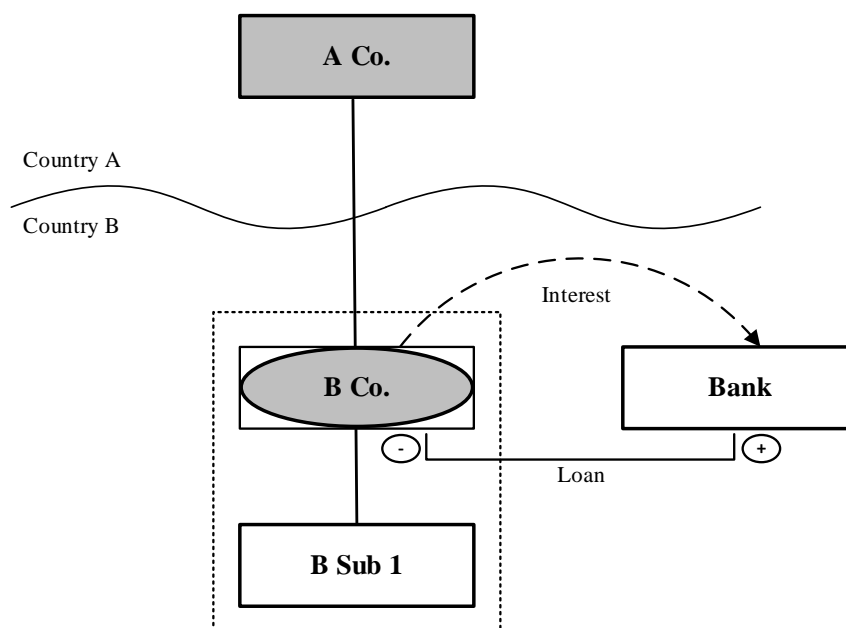 A Co.
Country A
Country B
Interest
B Co.
Bank
-
+
Loan
B Sub 1